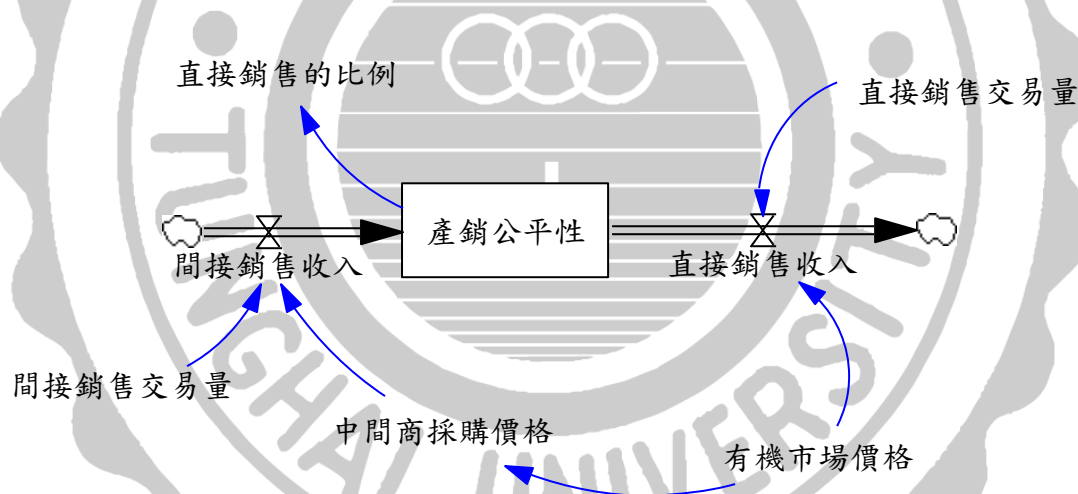 直接銷售的比例
直接銷售交易量
產銷公平性
間接銷售收入
直接銷售收入
間接銷售交易量
中間商採購價格
有機市場價格
TUNGHAI UNIVERSITY